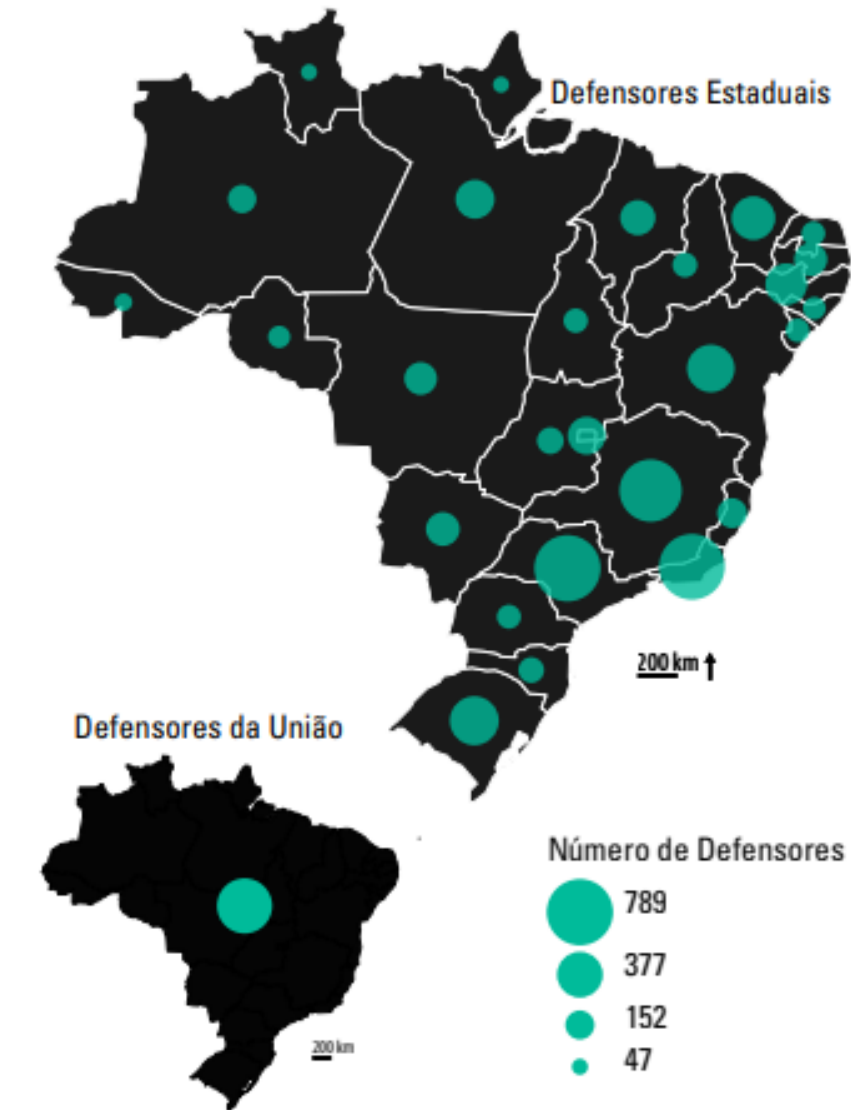 Defensores Estaduais
200 km
Defensores da União
200 km
Número de Defensores
789
377
152
47